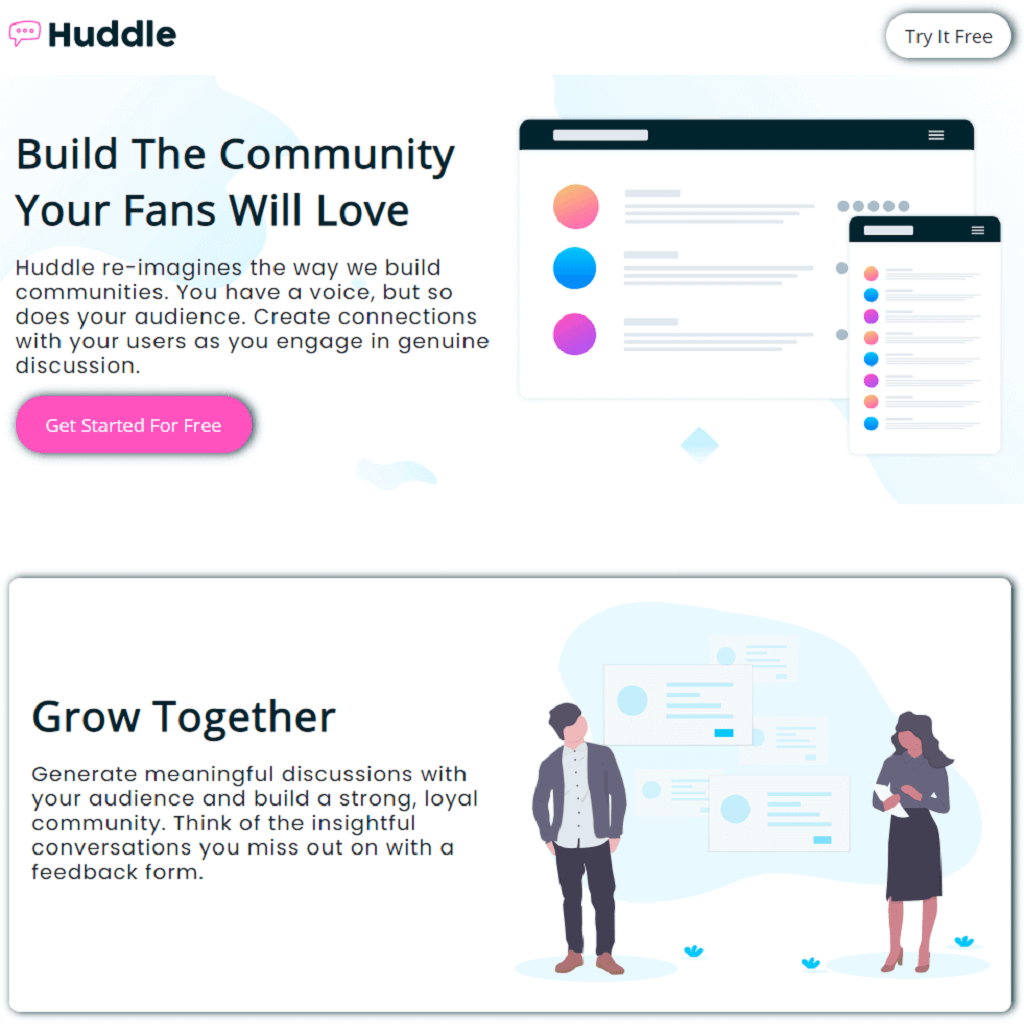 Huddle
Try It Free
Build The Community
Your Fans Will Love
Huddle re-imagines the way we build
communities. You have a voice, but so
does your audience. Create connections
with your users as you engage in genuine
discussion.
Get Started For Free
Grow Together
Generate meaningful discussions with
your audience and build a strong, loyal
community. Think of the insightful
conversations you miss out on with a
feedback form.